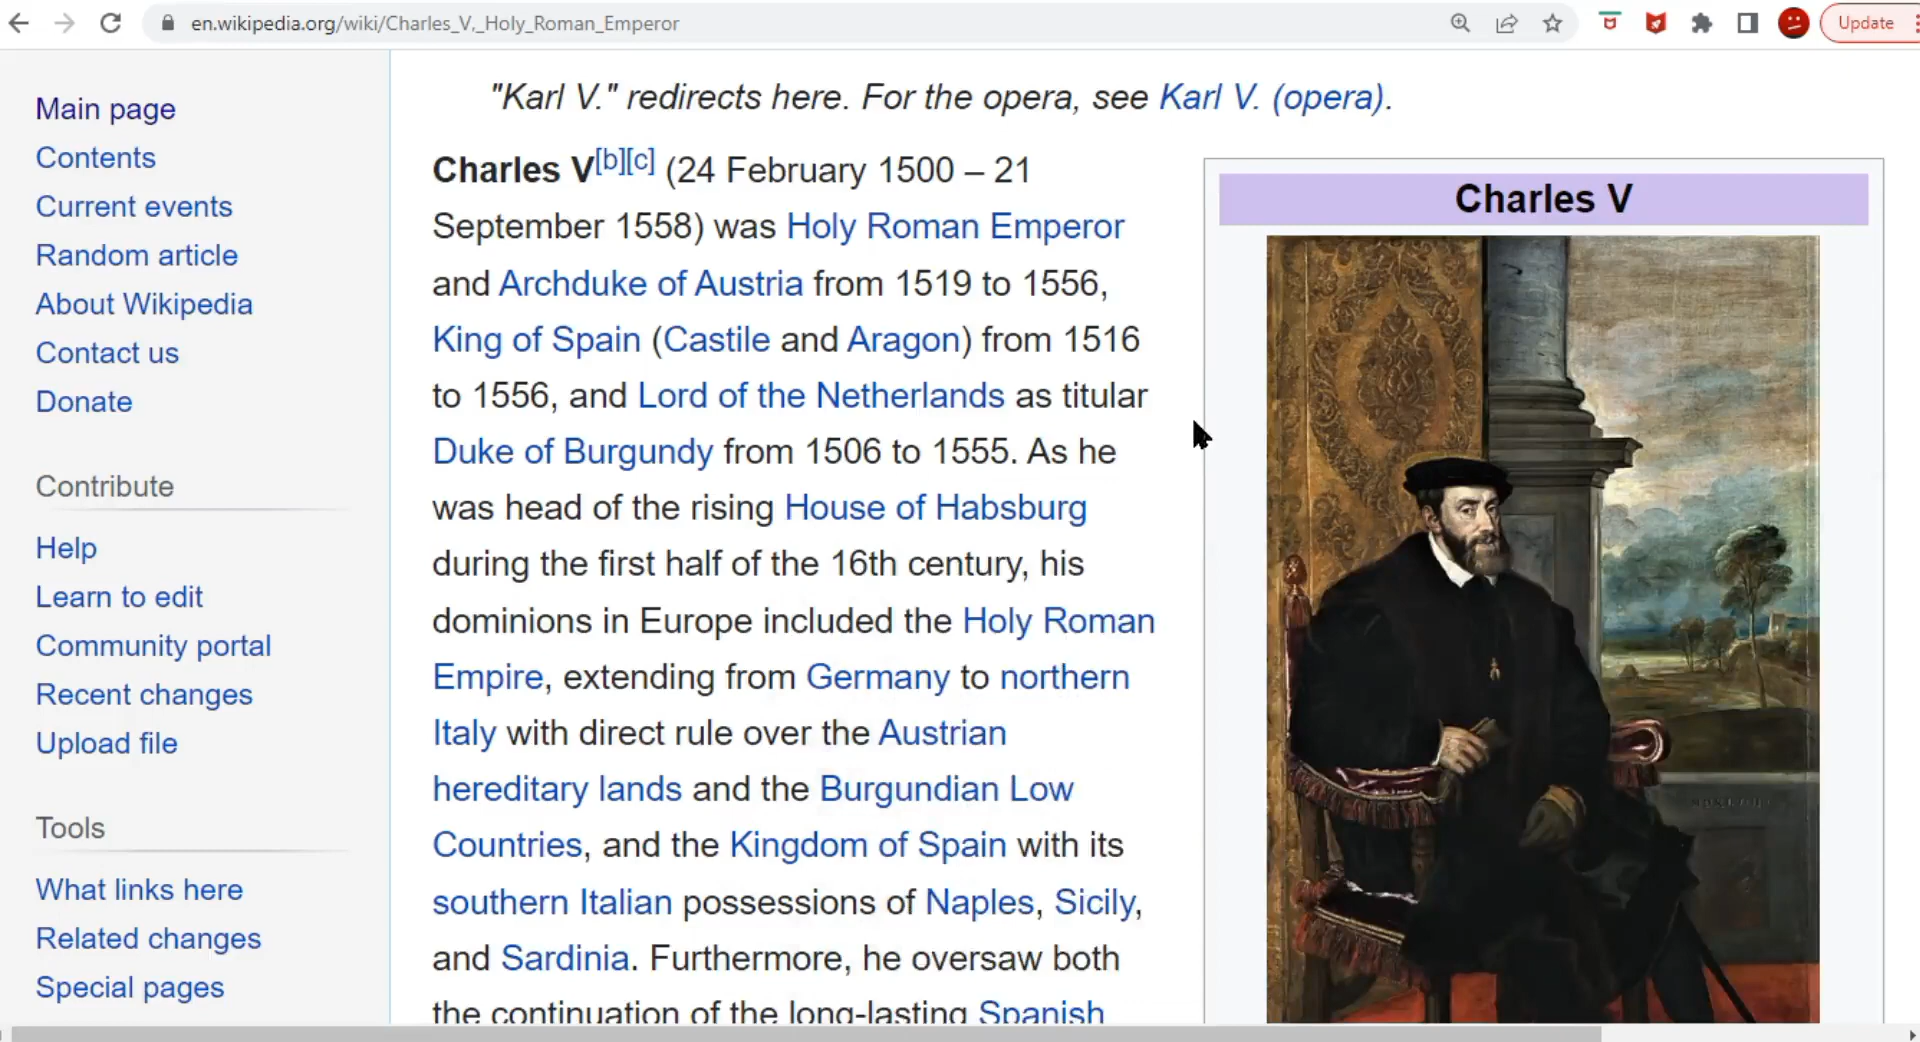 en.wikipedia.org/wiki/Charles_V,_Holy_Roman_Emperor
Update
Main page
Contents
Current events
Random article
About Wikipedia
Contact us
Donate
Contribute
Help
Learn to edit
Community portal
Recent changes
Upload file
Tools
What links here
Related changes
Special pages
"Karl V." redirects here. For the opera, see Karl V. (opera).
Charles V[b][c] (24 February 1500 – 21
September 1558) was Holy Roman Emperor
and Archduke of Austria from 1519 to 1556,
King of Spain (Castile and Aragon) from 1516
to 1556, and Lord of the Netherlands as titular
Duke of Burgundy from 1506 to 1555. As he
was head of the rising House of Habsburg
during the first half of the 16th century, his
dominions in Europe included the Holy Roman
Empire, extending from Germany to northern
Italy with direct rule over the Austrian
hereditary lands and the Burgundian Low
Countries, and the Kingdom of Spain with its
southern Italian possessions of Naples, Sicily,
and Sardinia. Furthermore, he oversaw both
the continuation of the long-lasting Spanish
Charles V